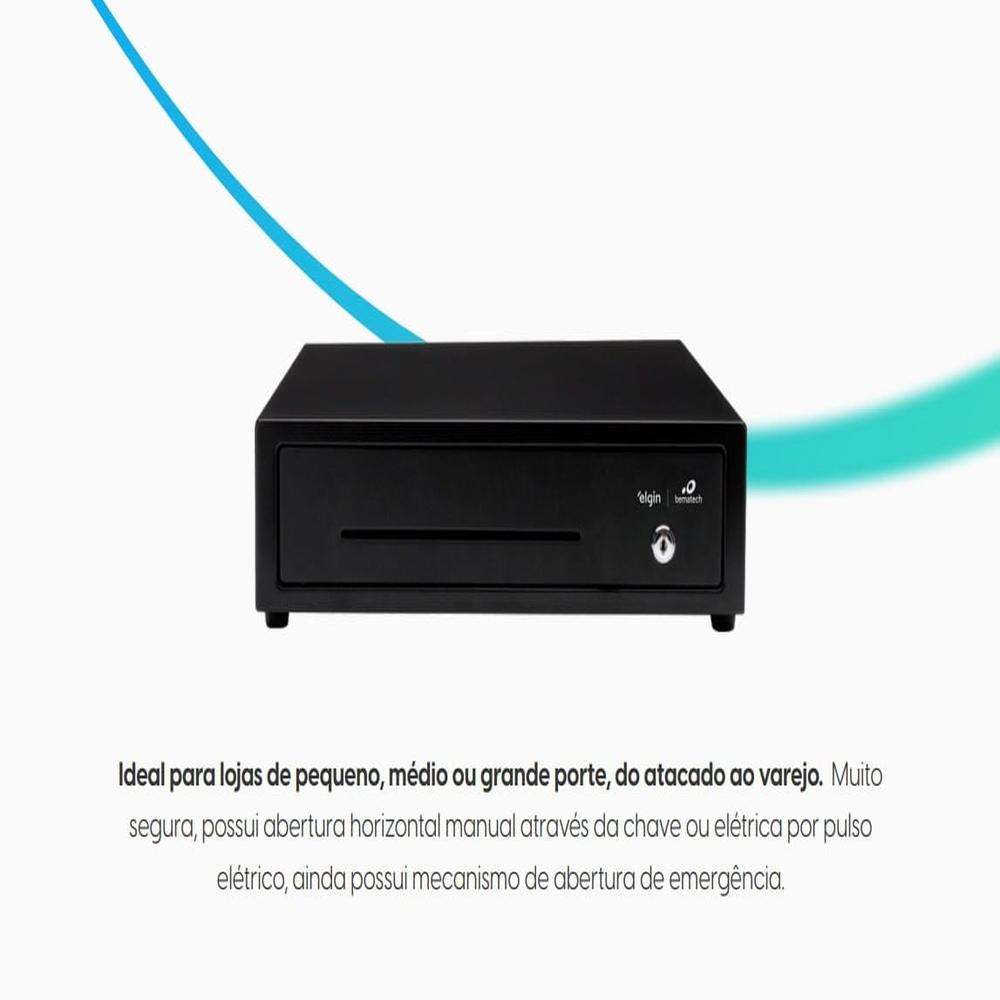 elgin
bematech
Ideal para lojas de pequeno, médio ou grande porte, do atacado ao varejo. Muito
segura, possui abertura horizontal manual através da chave ou elétrica por pulso
elétrico, ainda possui mecanismo de abertura de emergência.